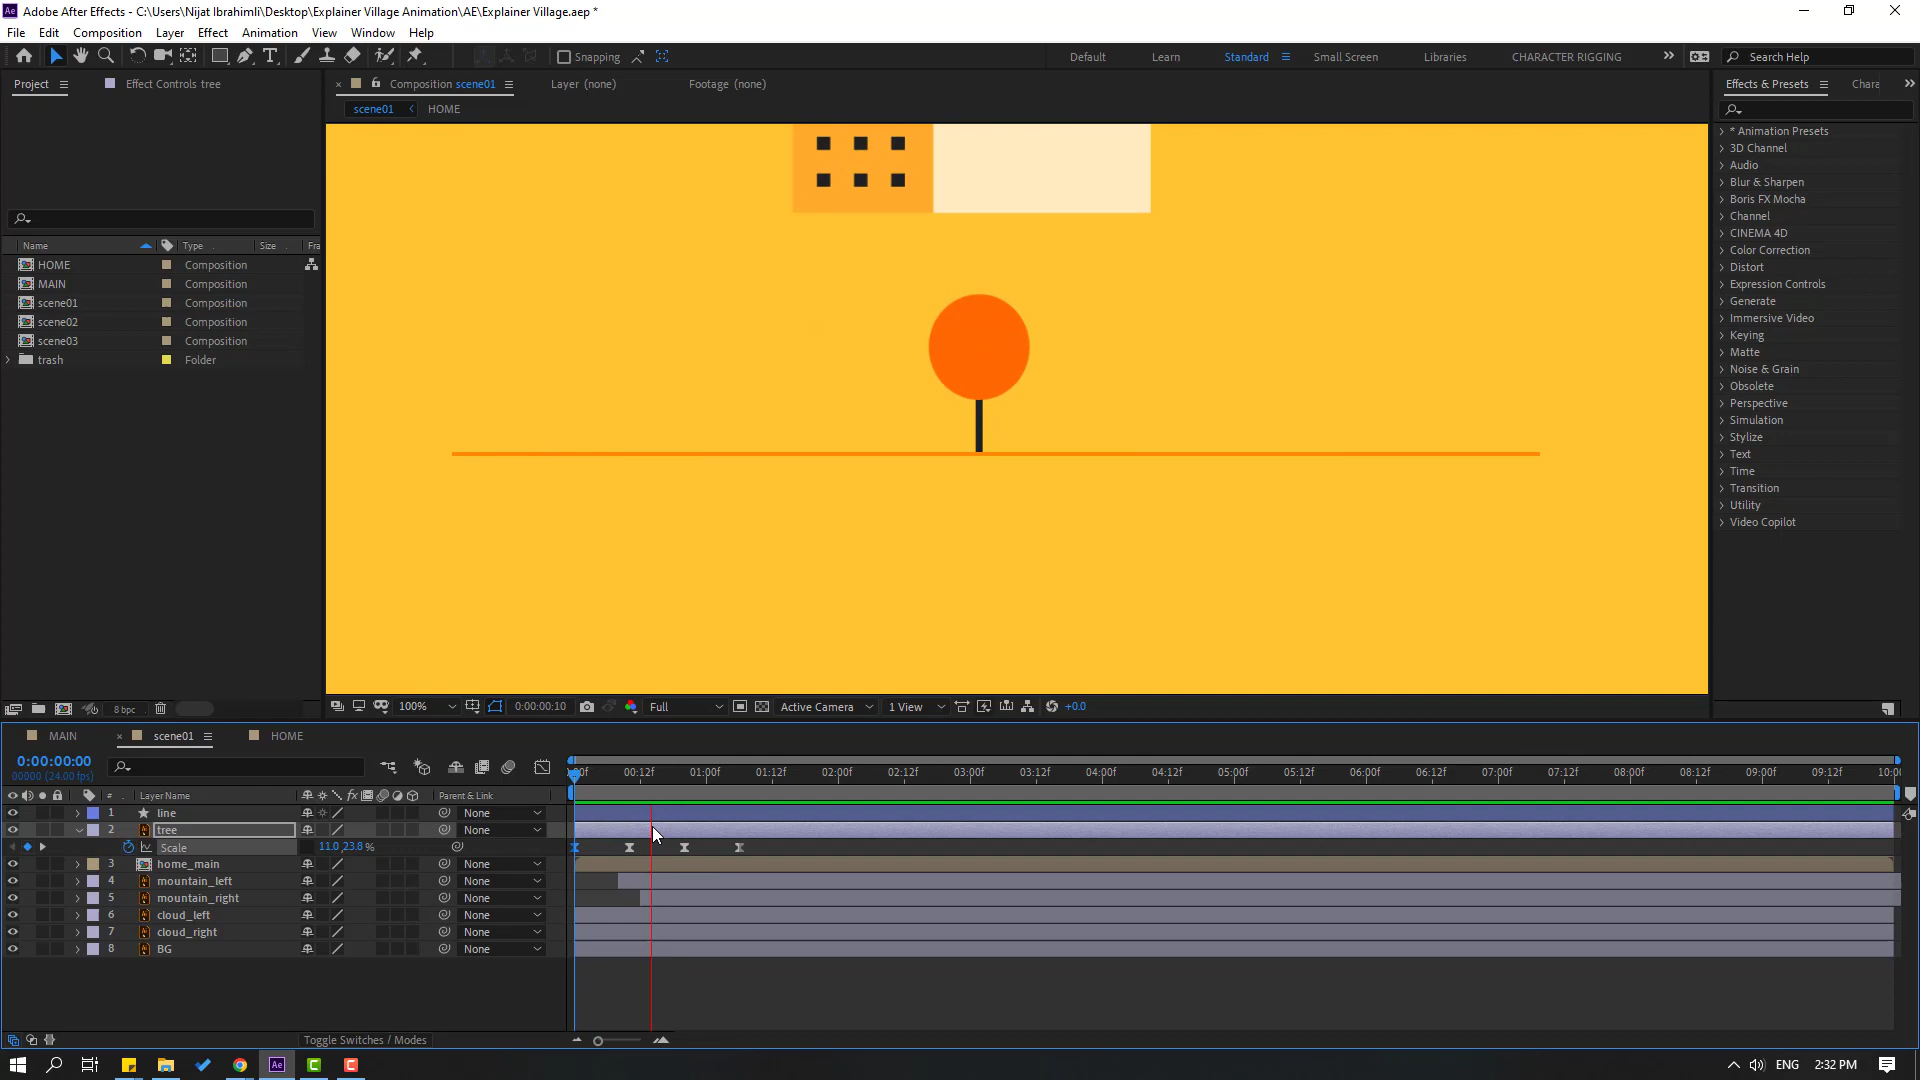 Adobe After Effects - C:\Users\Nijat Ibrahimli\Desktop\Explainer Village Animation\AE\Explainer Village.aep *
File Edit Composition Layer Effect Animation View Window Help
Snapping Default Learn Standard Small Screen Libraries CHARACTER RIGGING Search Help
Project Effect Controls tree Composition scene01 Layer (none) Footage (none) Effects & Presets Chara
scene01 HOME
* Animation Presets
3D Channel
Audio
Blur & Sharpen
Boris FX Mocha
Channel
CINEMA 4D
Color Correction
Distort
Expression Controls
Generate
Immersive Video
Keying
Matte
Noise & Grain
Obsolete
Perspective
Simulation
Stylize
Text
Time
Transition
Utility
Video Copilot
Name Type Size Fra
HOME Composition
MAIN Composition
scene01 Composition
scene02 Composition
scene03 Composition
trash Folder
8 bpc 100% 0:00:00:10 Full Active Camera 1 View +0.0
MAIN scene01 HOME
0:00:00:00
00000 (24.00 fps)
00:12f 01:00f 01:12f 02:00f 02:12f 03:00f 03:12f 04:00f 04:12f 05:00f 05:12f 06:00f 06:12f 07:00f 07:12f 08:00f 08:12f 09:00f 09:12f 10:00
# Layer Name fx Parent & Link
1 line None
2 tree None
Scale 11.0,23.8 %
3 home_main None
4 mountain_left None
5 mountain_right None
6 cloud_left None
7 cloud_right None
8 BG None
Toggle Switches / Modes
Ae ENG 2:32 PM